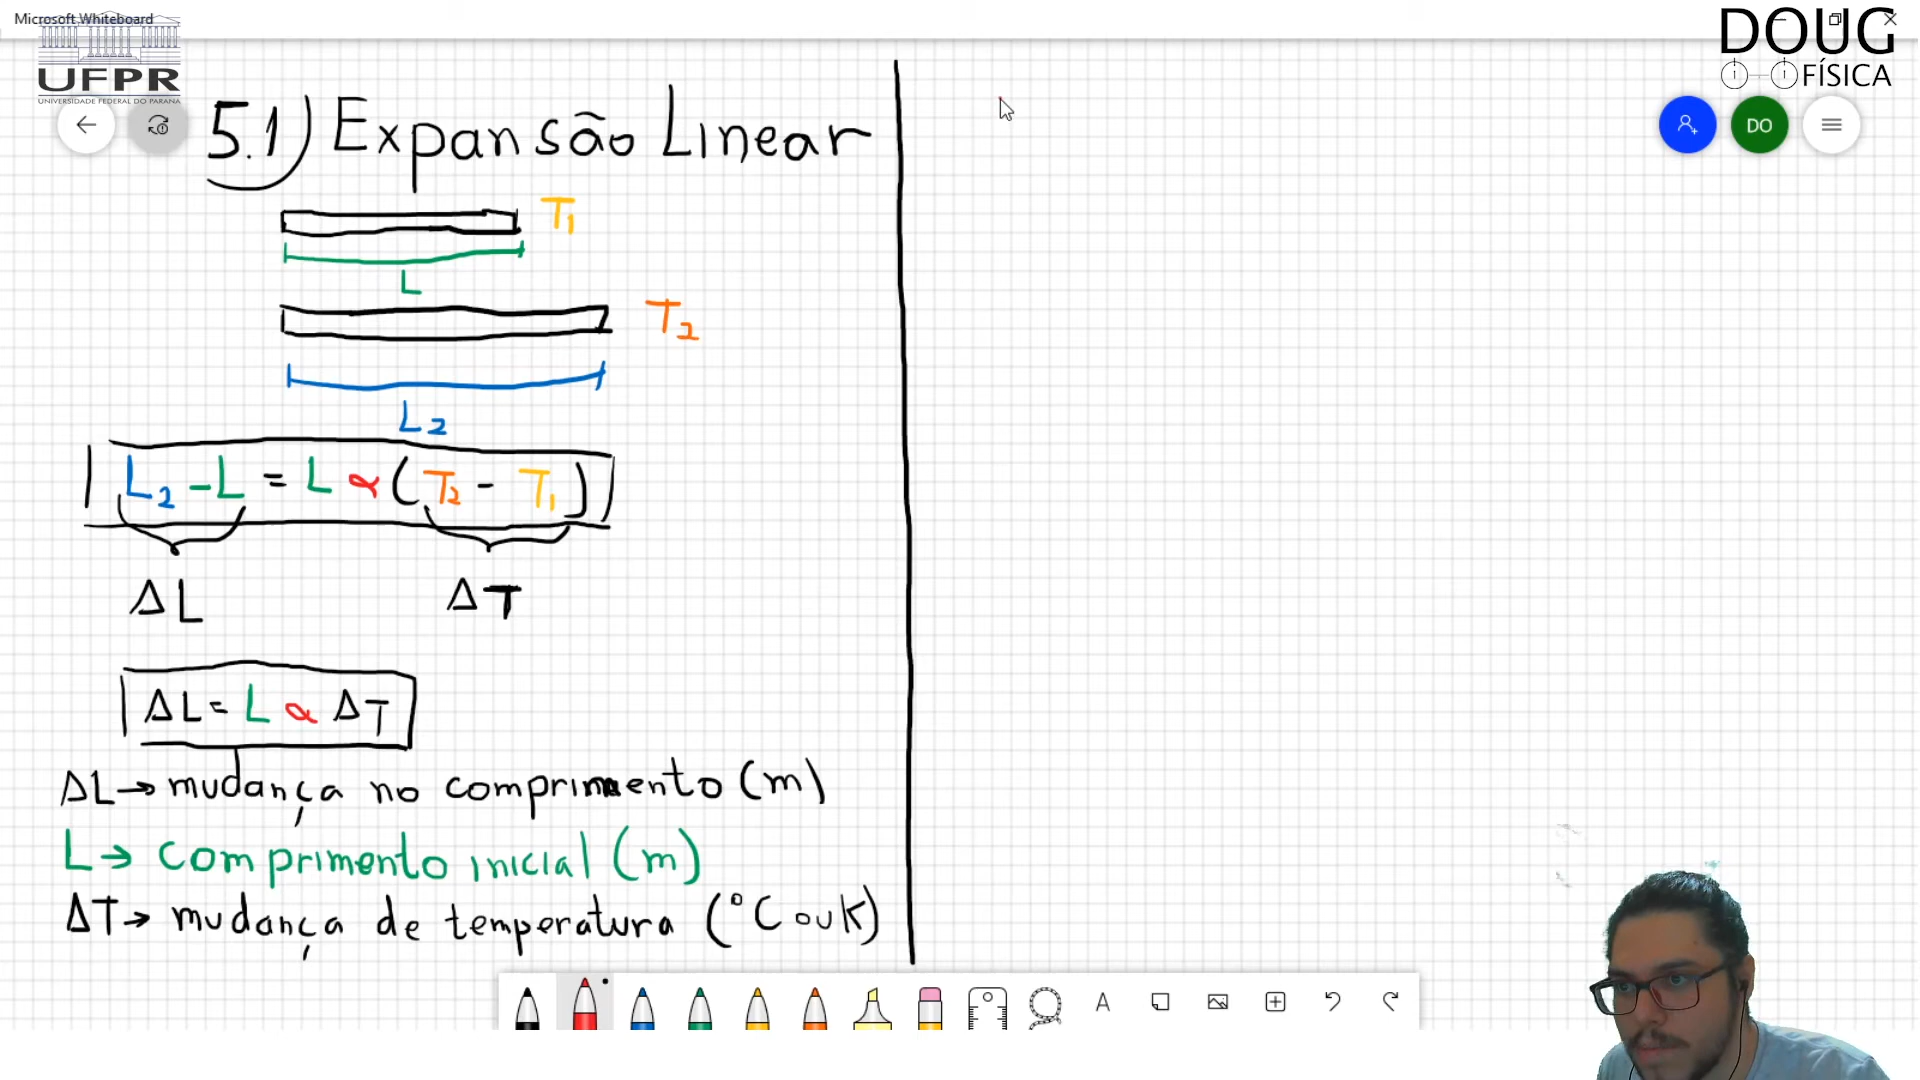 Microsoft Whiteboard
UFPR
UNIVERSIDADE FEDERAL DO PARANÁ
DOUG
FÍSICA
DO
5.1) Expansão Linear
T1
L
T2
L2
L2 - L = L α (T2 - T1)
ΔL ΔT
ΔL = L α ΔT
ΔL → mudança no comprimento (m)
L → comprimento inicial (m)
ΔT → mudança de temperatura (°C ou K)
A